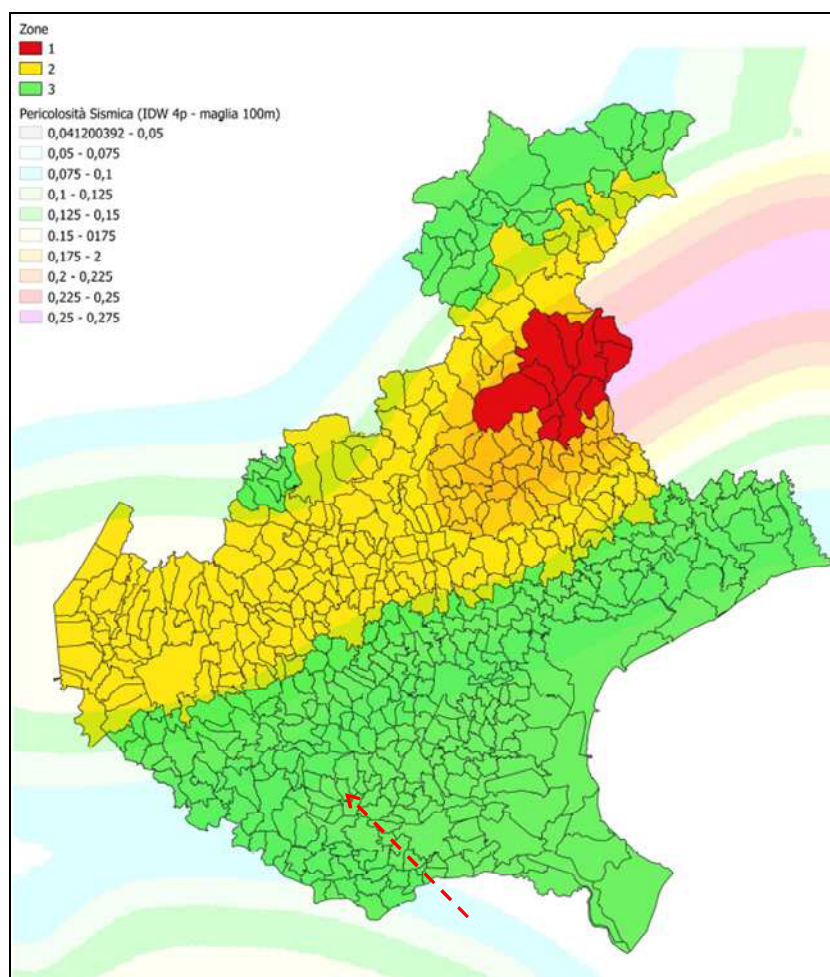 Zone
1
2
3
Pericolosità Sismica (IDW 4p - maglia 100m)
0,041200392 - 0,05
0,05 - 0,075
0,075 - 0,1
0,1 - 0,125
0,125 - 0,15
0.15 - 0175
0,175 - 2
0,2 - 0,225
0,225 - 0,25
0,25 - 0,275